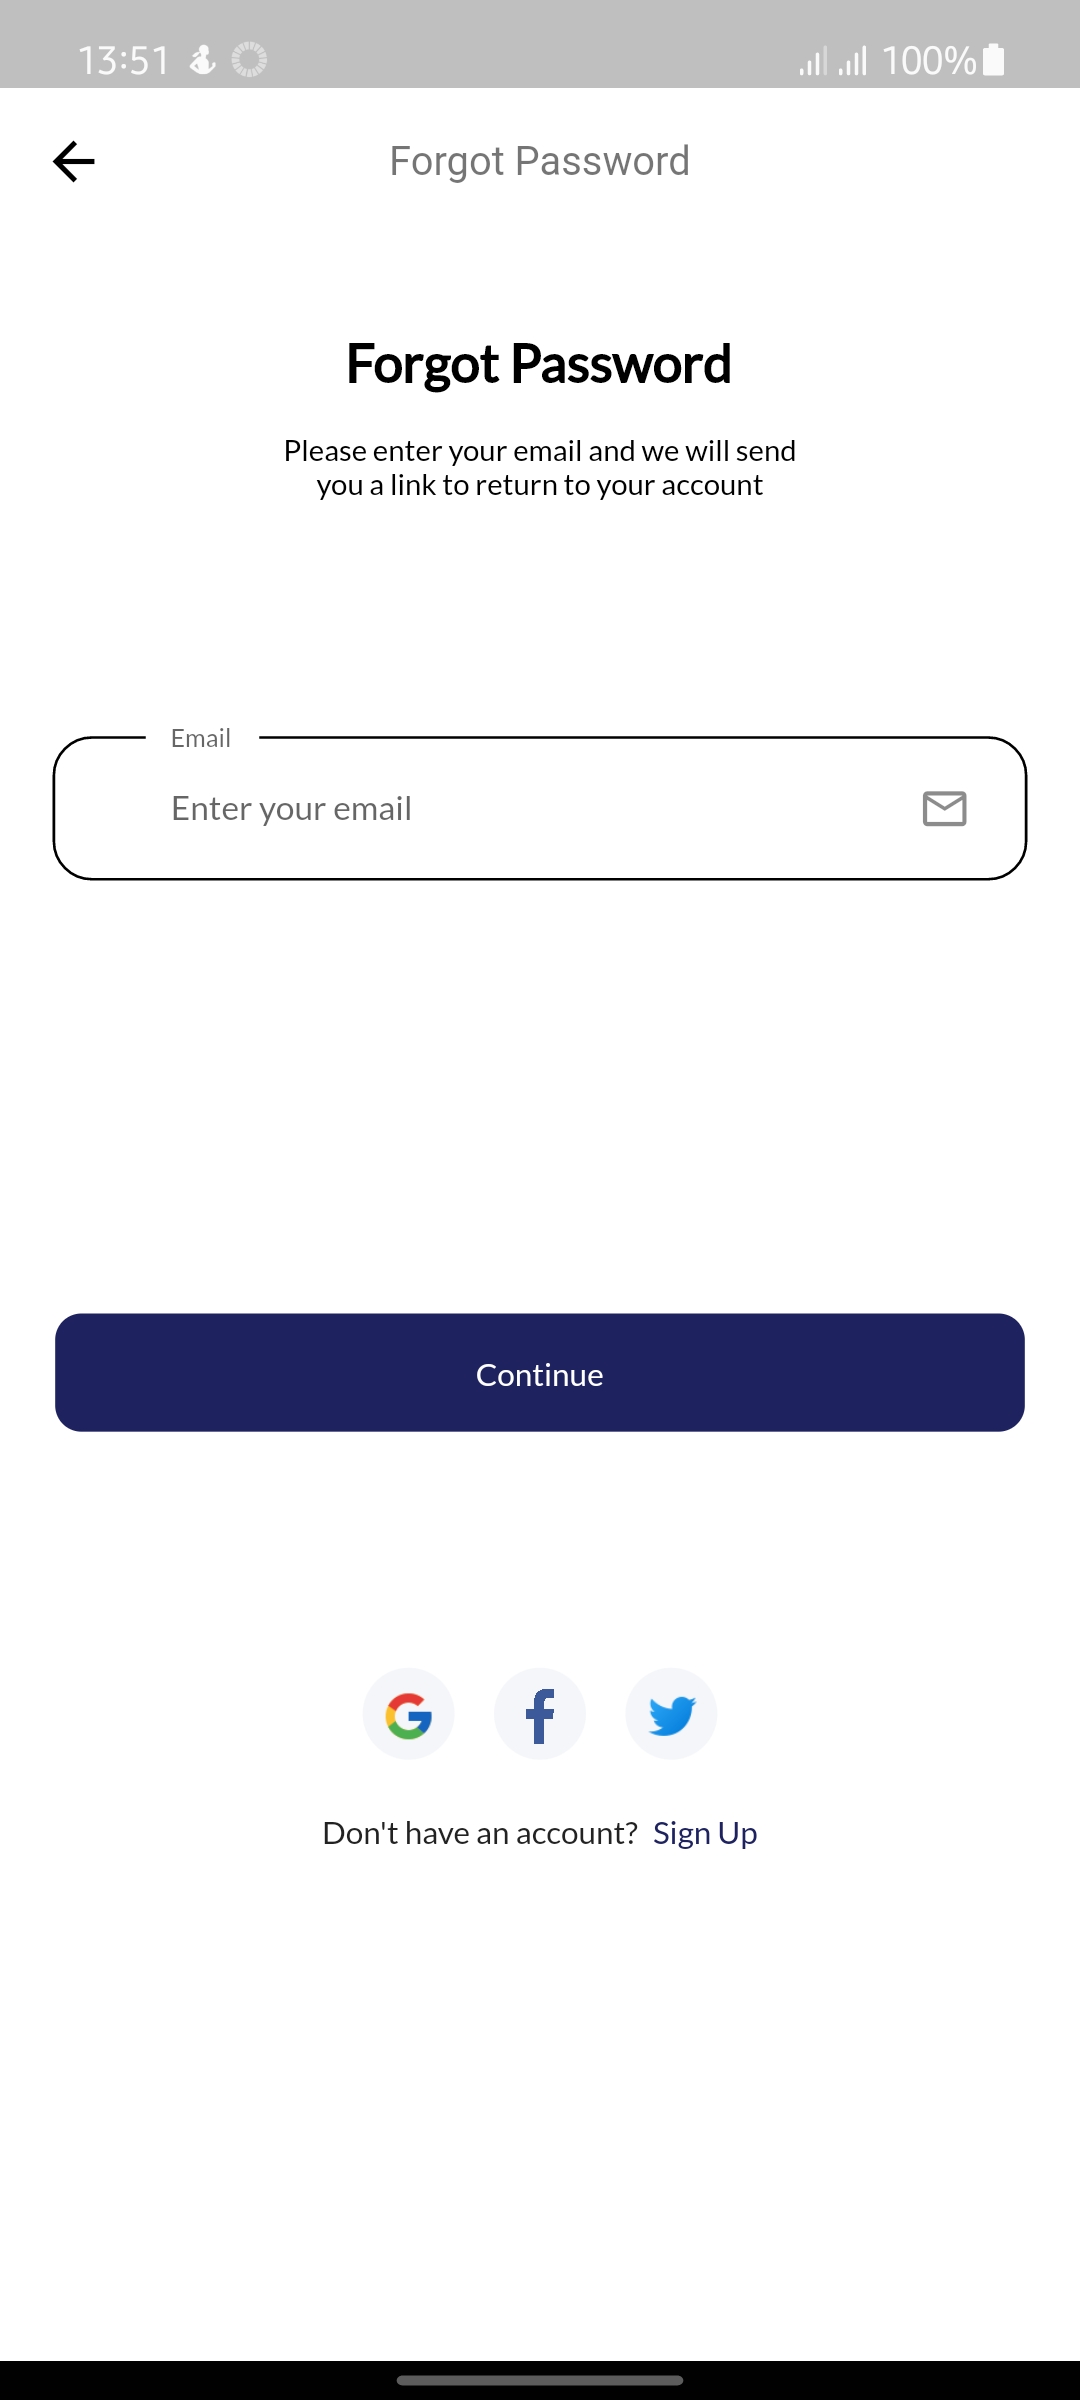 13:51 100%
Forgot Password
Forgot Password
Please enter your email and we will send
you a link to return to your account
Email
Enter your email
Continue
Don't have an account? Sign Up